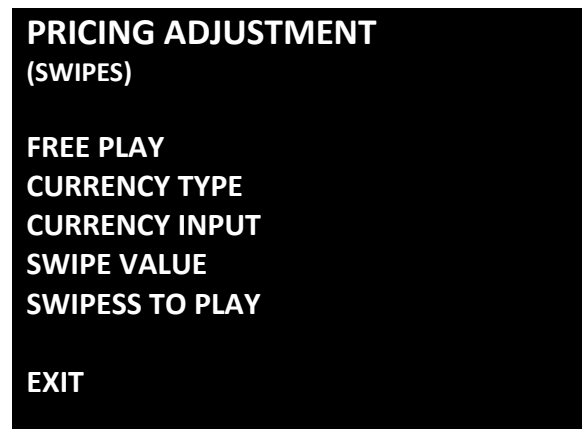 PRICING ADJUSTMENT
(SWIPES)
FREE PLAY
CURRENCY TYPE
CURRENCY INPUT
SWIPE VALUE
SWIPESS TO PLAY
EXIT